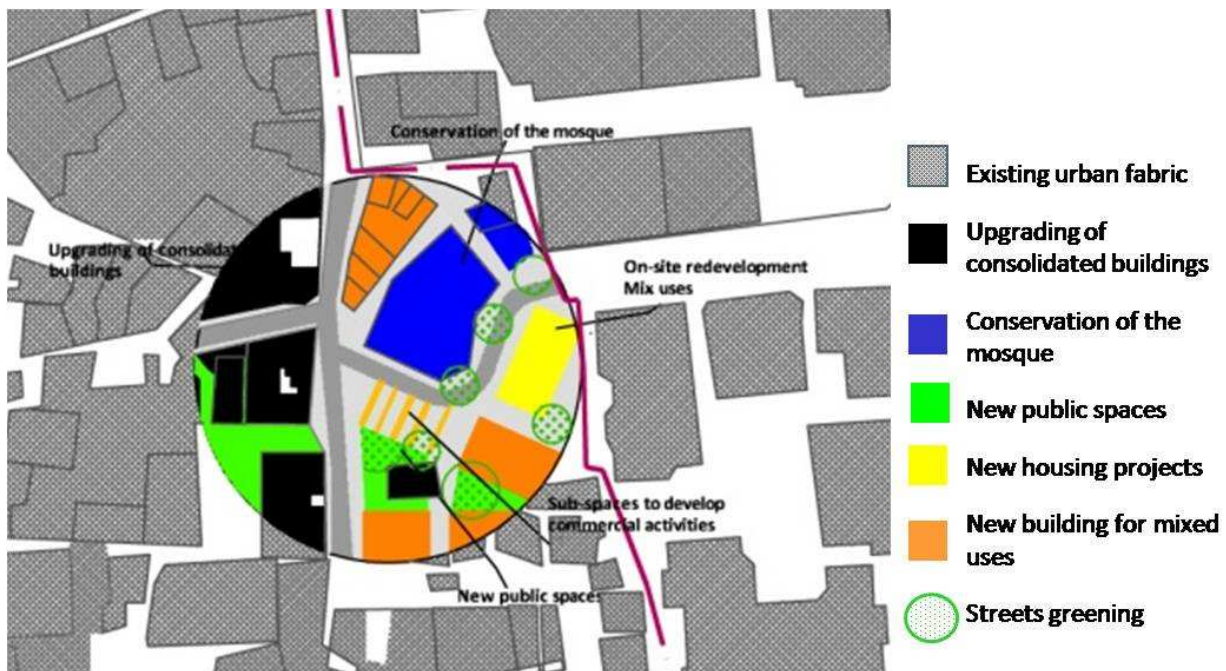 Conservation of the mosque
Upgrading of consolidat
buildings
On-site redevelopment
Mix uses
Sub-spaces to develop
commercial activities
New public spaces
Existing urban fabric
Upgrading of
consolidated buildings
Conservation of the
mosque
New public spaces
New housing projects
New building for mixed
uses
Streets greening